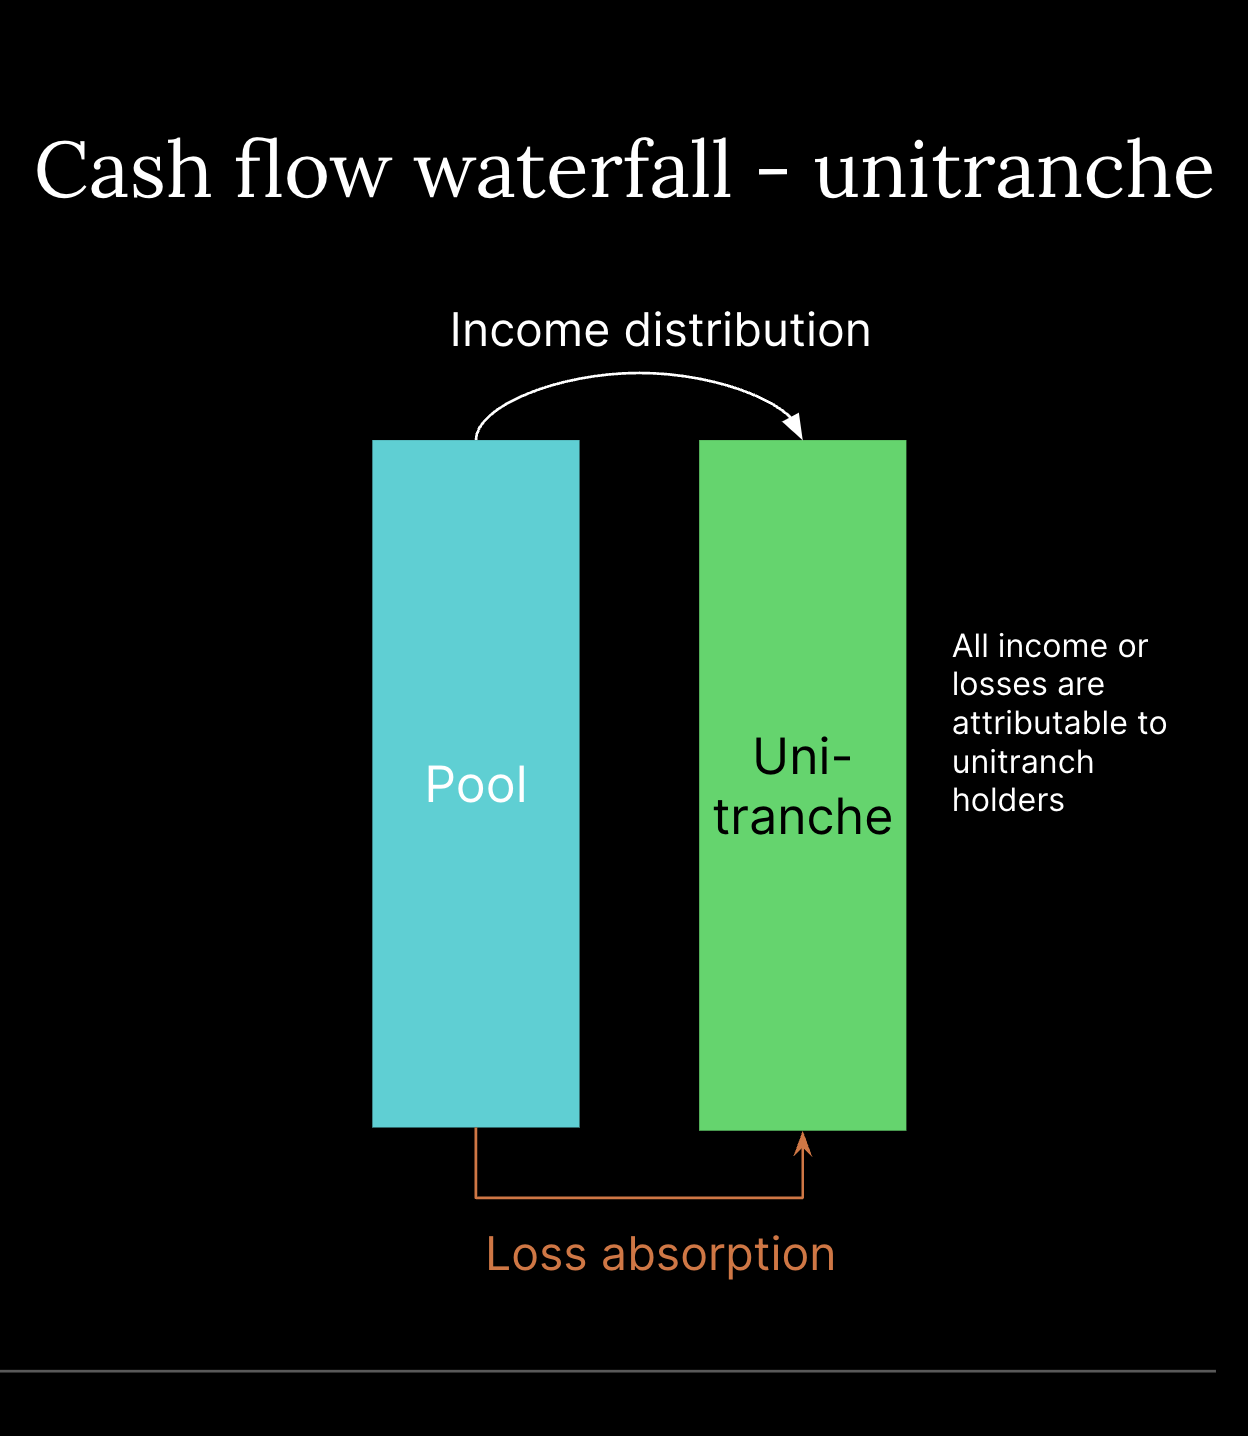 Cash flow waterfall - unitranche
Income distribution
Pool
Uni-
tranche
All income or
losses are
attributable to
unitranch
holders
Loss absorption